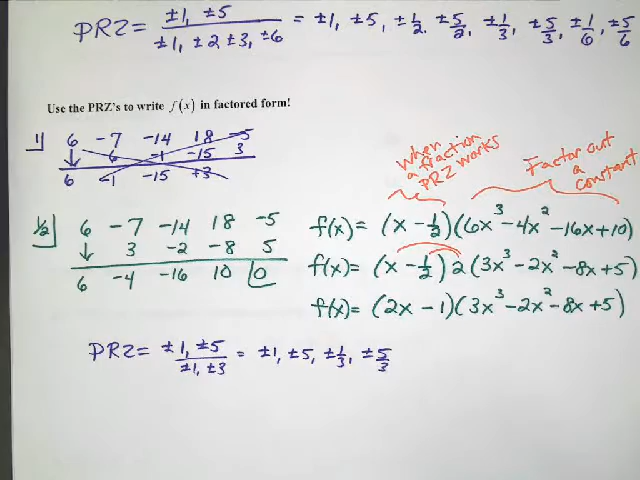 PRZ = ±1, ±5 / ±1, ±2 ±3, ±6 = ±1, ±5, ±1/2, ±5/2, ±1/3, ±5/3, ±1/6, ±5/6
Use the PRZ's to write f(x) in factored form!
1| 6 -7 -14 18 -5
↓ 6 -1 -15 3
6 -1 -15 +3
When a fraction PRZ works
Factor out a constant
1/2| 6 -7 -14 18 -5
↓ 3 -2 -8 5
6 -4 -16 10 |0
f(x) = (x - 1/2)(6x³ - 4x² - 16x + 10)
f(x) = (x - 1/2) 2 (3x³ - 2x² - 8x + 5)
f(x) = (2x - 1)(3x³ - 2x² - 8x + 5)
PRZ = ±1, ±5 / ±1, ±3 = ±1, ±5, ±1/3, ±5/3